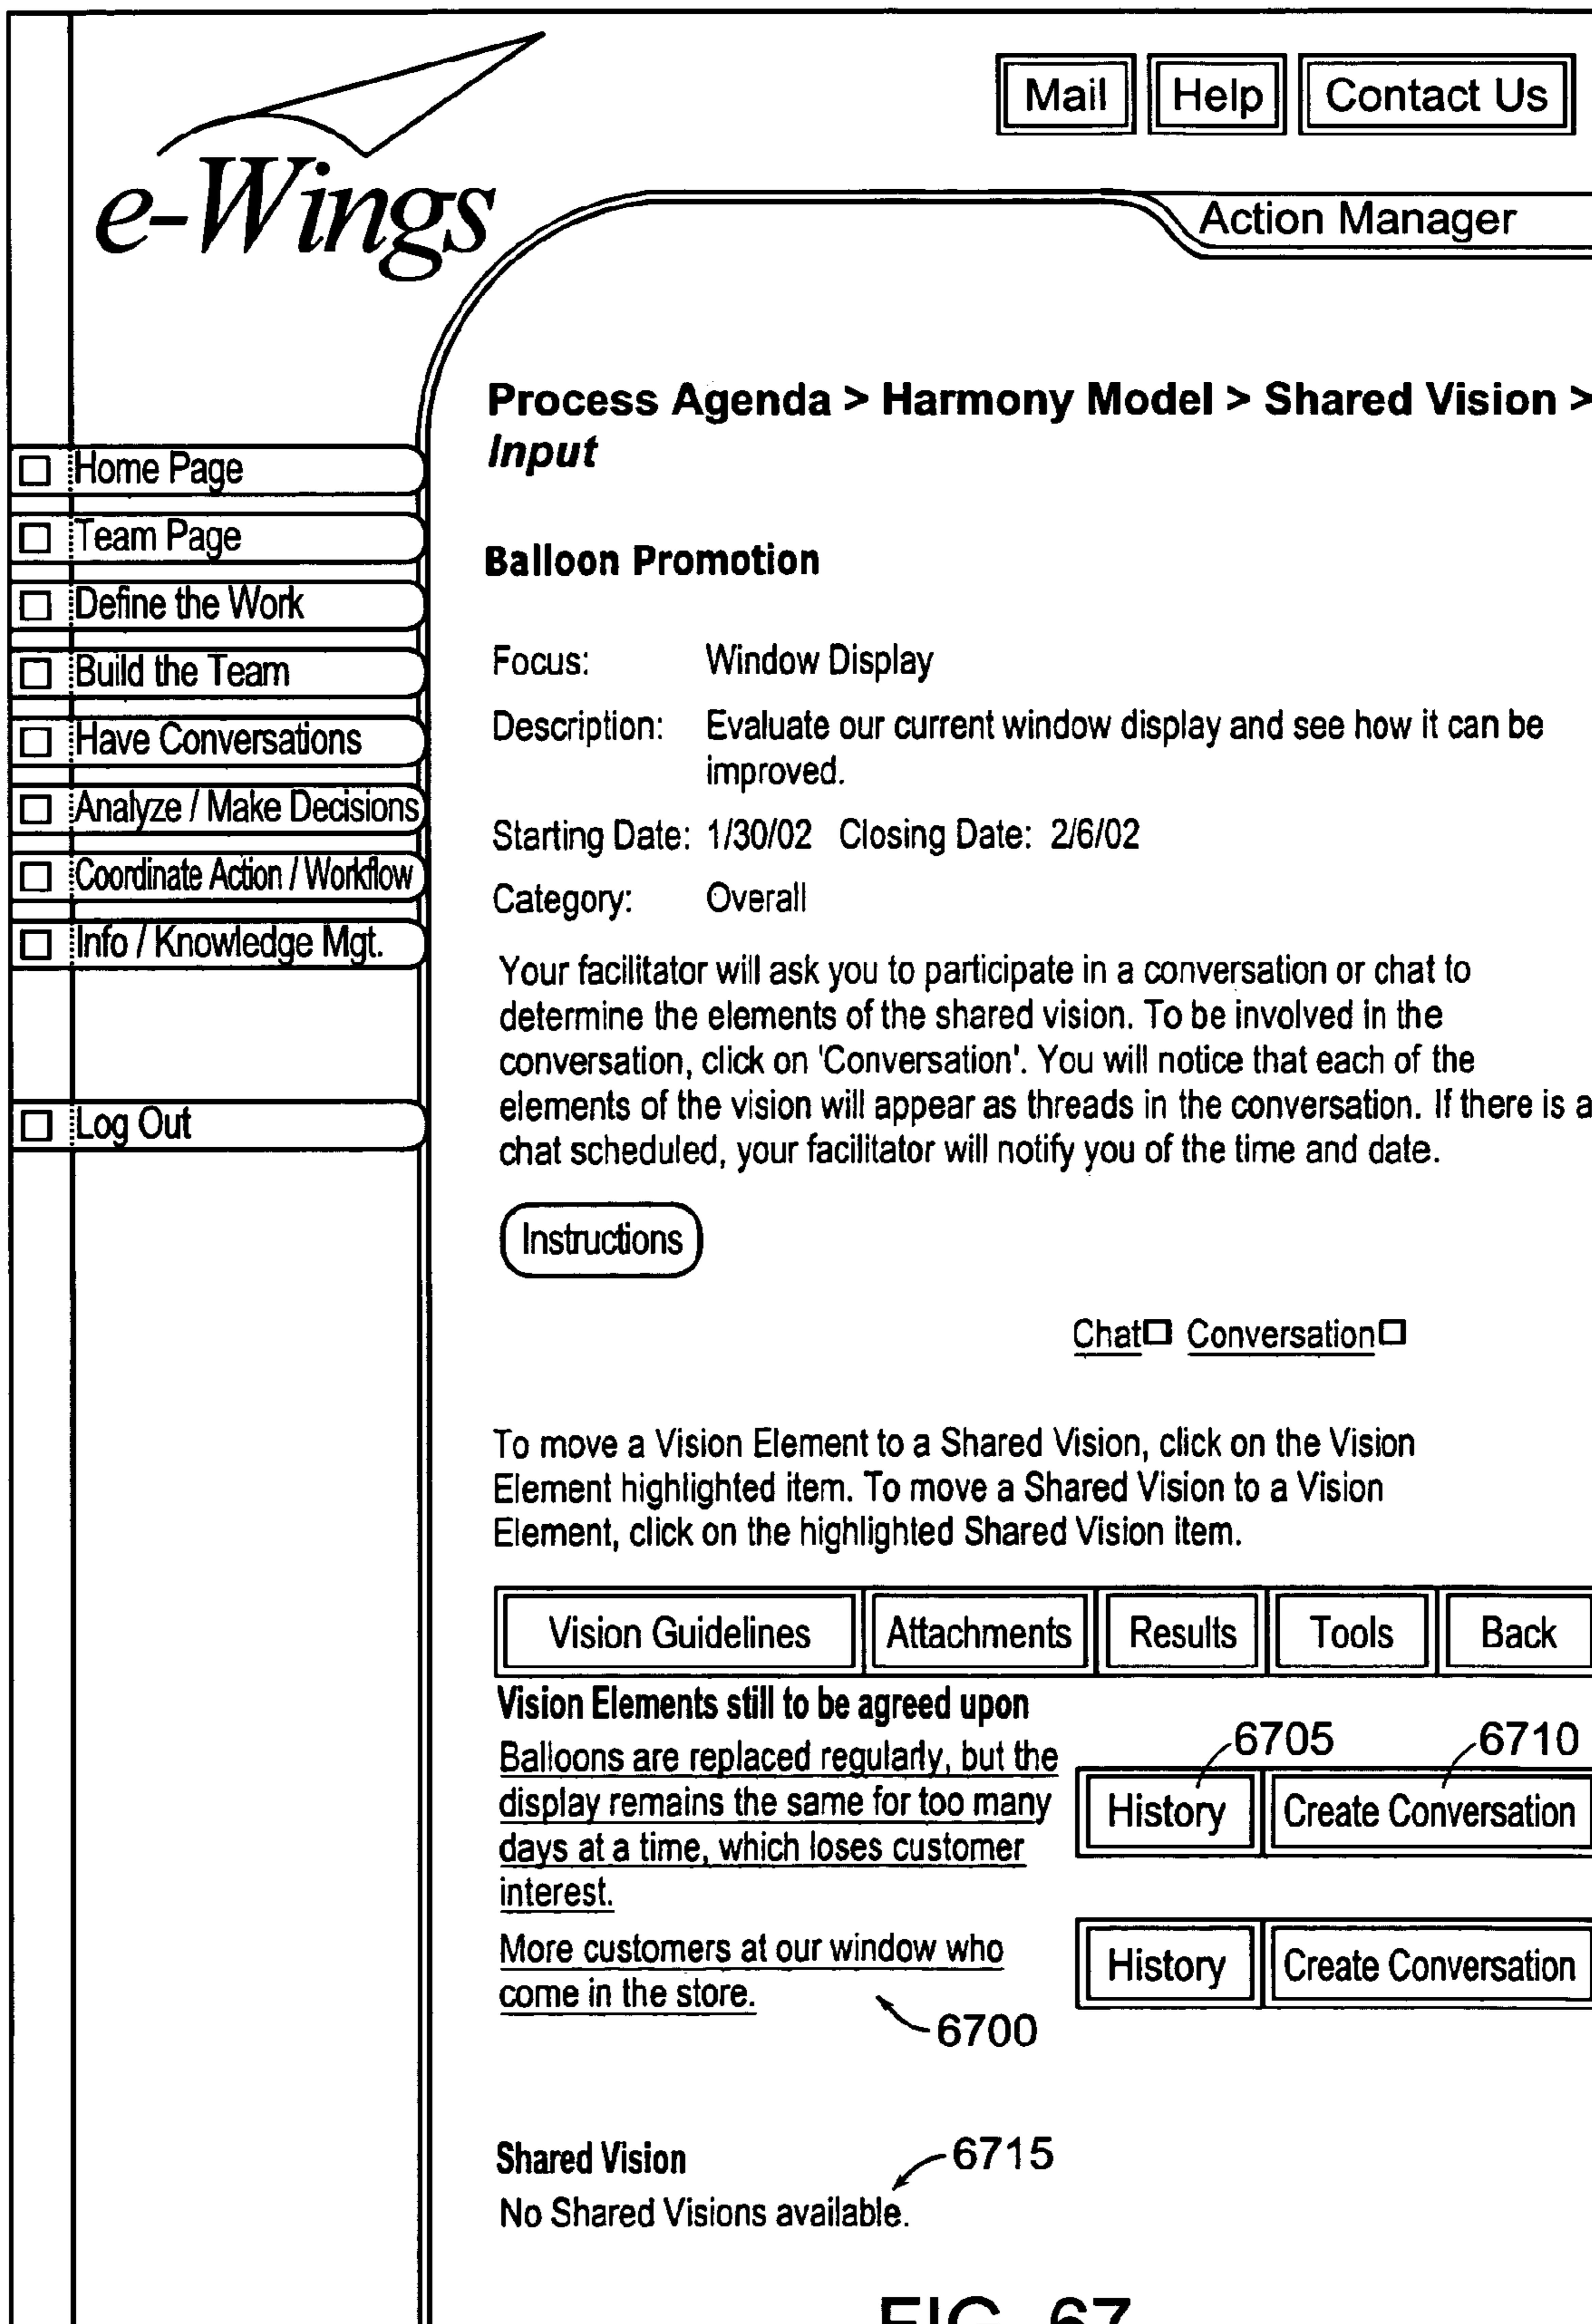 Mail Help Contact Us
e-Wings
Action Manager
Process Agenda > Harmony Model > Shared Vision >
Input
Home Page
Team Page
Define the Work
Build the Team
Have Conversations
Analyze / Make Decisions
Coordinate Action / Workflow
Info / Knowledge Mgt.
Log Out
Balloon Promotion
Focus: Window Display
Description: Evaluate our current window display and see how it can be
improved.
Starting Date: 1/30/02 Closing Date: 2/6/02
Category: Overall
Your facilitator will ask you to participate in a conversation or chat to
determine the elements of the shared vision. To be involved in the
conversation, click on 'Conversation'. You will notice that each of the
elements of the vision will appear as threads in the conversation. If there is a
chat scheduled, your facilitator will notify you of the time and date.
Instructions
Chat Conversation
To move a Vision Element to a Shared Vision, click on the Vision
Element highlighted item. To move a Shared Vision to a Vision
Element, click on the highlighted Shared Vision item.
Vision Guidelines Attachments Results Tools Back
Vision Elements still to be agreed upon
Balloons are replaced regularly, but the
display remains the same for too many
days at a time, which loses customer
interest.
6705 6710
History Create Conversation
More customers at our window who
come in the store.
History Create Conversation
6700
Shared Vision
6715
No Shared Visions available.
FIG. 67